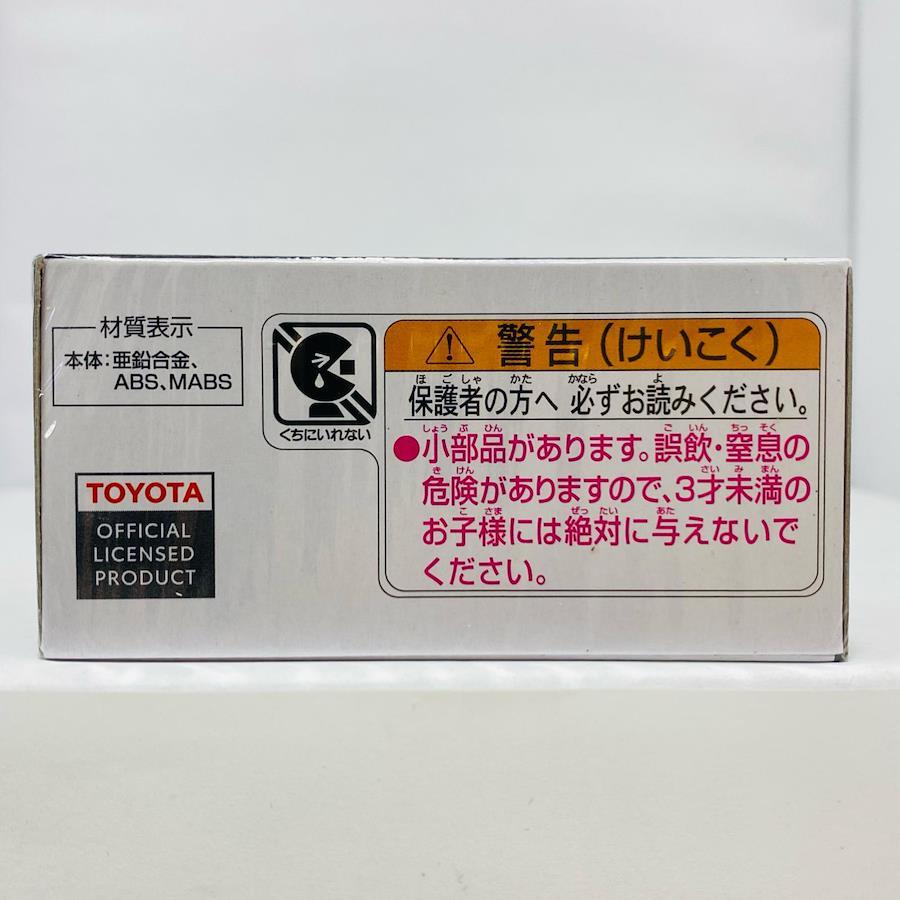 材質表示
本体：亜鉛合金、
ABS、MABS
TOYOTA
OFFICIAL
LICENSED
PRODUCT
くちにいれない
警告（けいこく）
ほごしゃ かた かなら よ
保護者の方へ 必ずお読みください。
しょうぶひん ごいん ちっそく
●小部品があります。誤飲・窒息の
きけん さいみまん
危険がありますので、3才未満の
こさま ぜったい あた
お子様には絶対に与えないで
ください。